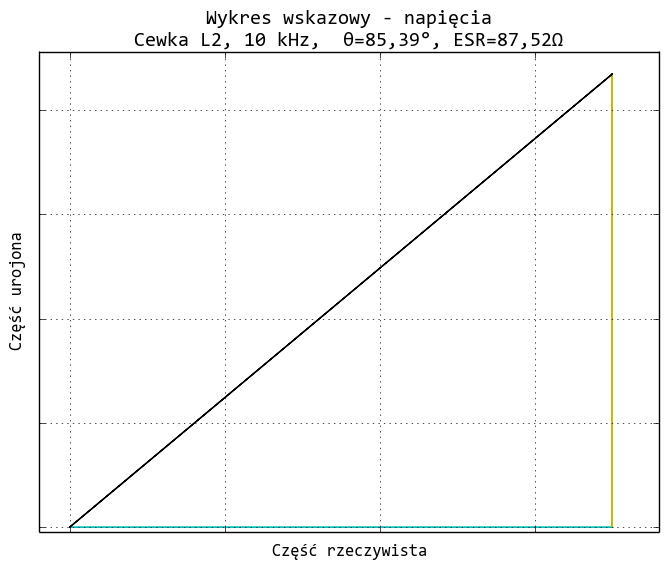 Wykres wskazowy - napięcia
Cewka L2, 10 kHz,  θ=85,39°, ESR=87,52Ω
Część urojona
Część rzeczywista